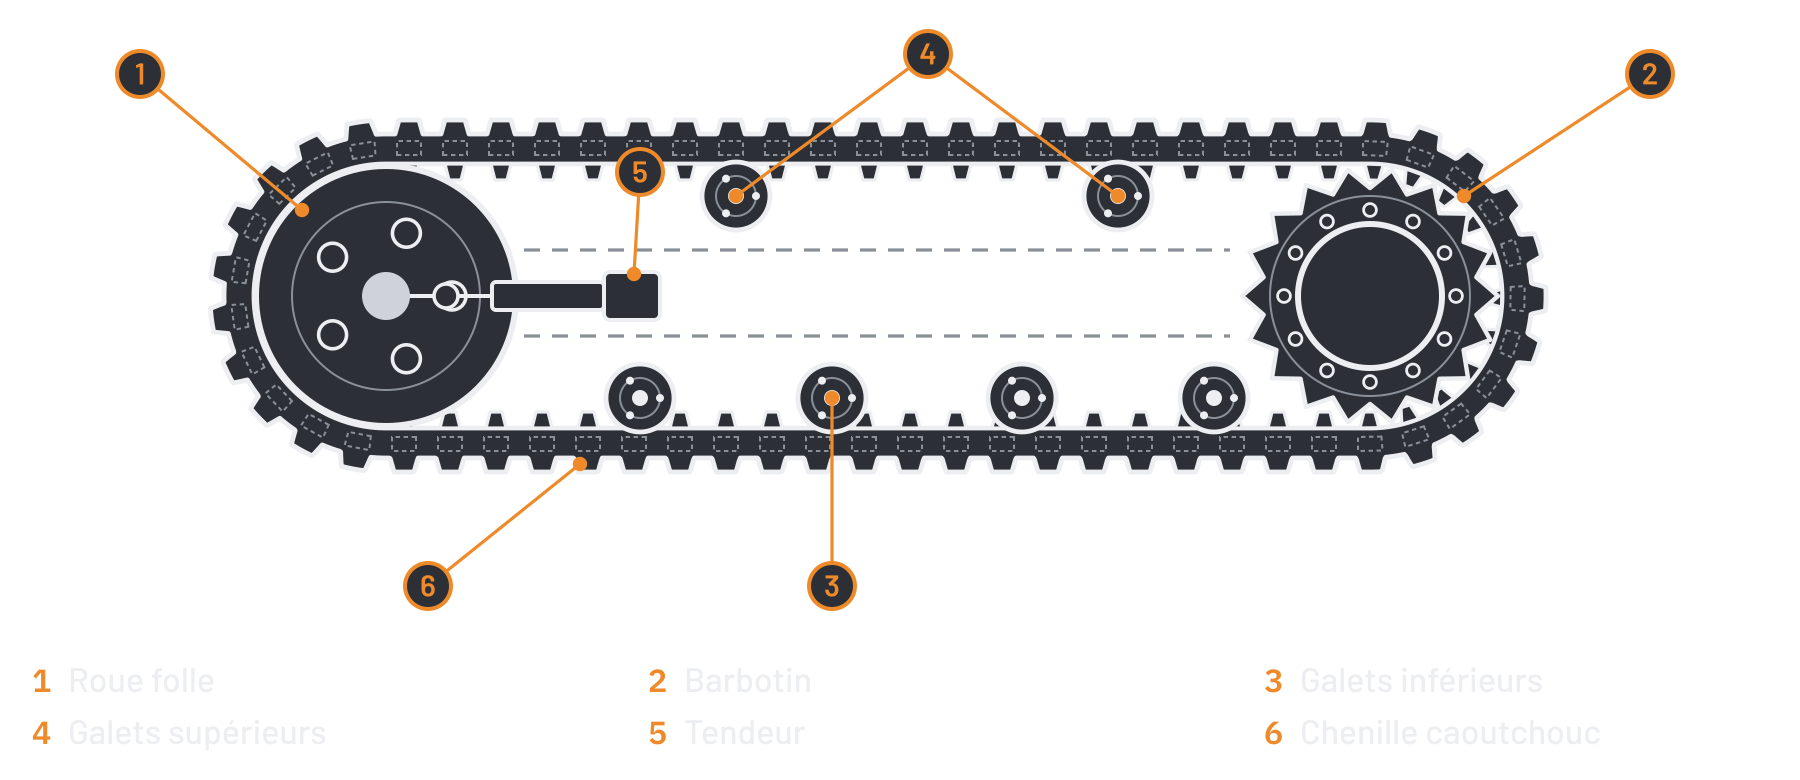 1
4
2
5
6
3
1 Roue folle
2 Barbotin
3 Galets inférieurs
4 Galets supérieurs
5 Tendeur
6 Chenille caoutchouc